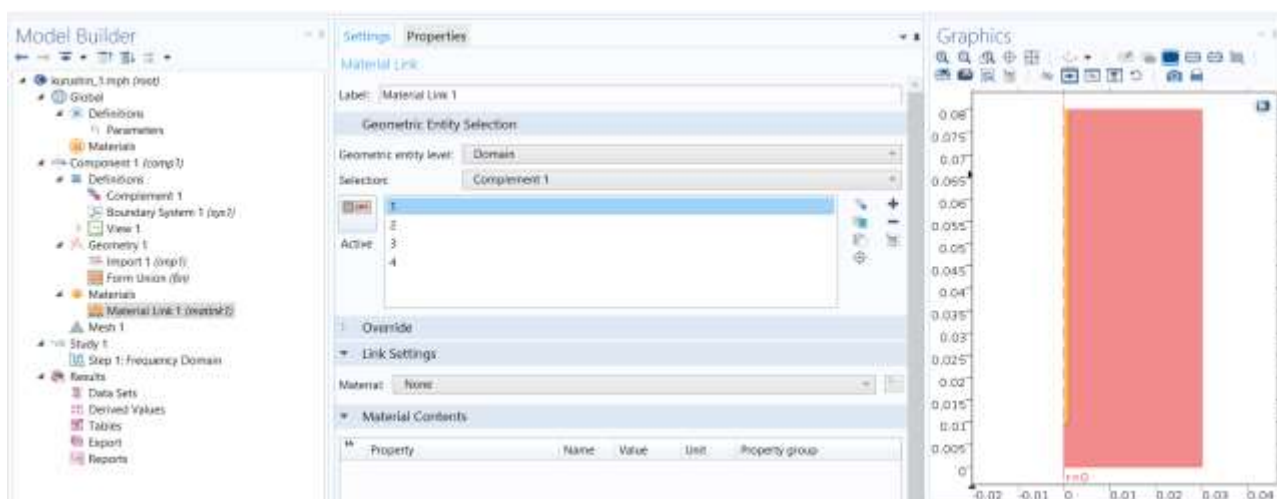 Model Builder
kurushin_1.mph (root)
Global
Definitions
Parameters
Materials
Component 1 (comp1)
Definitions
Complement 1
Boundary System 1 (sys1)
View 1
Geometry 1
Import 1 (imp1)
Form Union (fin)
Materials
Material Link 1 (matlnk1)
Mesh 1
Study 1
Step 1: Frequency Domain
Results
Data Sets
Derived Values
Tables
Export
Reports
Settings Properties
Material Link
Label: Material Link 1
Geometric Entity Selection
Geometric entity level: Domain
Selection: Complement 1
1
2
Active 3
4
Override
Link Settings
Material: None
Material Contents
Property Name Value Unit Property group
Graphics
0.08
0.075
0.07
0.065
0.06
0.055
0.05
0.045
0.04
0.035
0.03
0.025
0.02
0.015
0.01
0.005
0
r=0
-0.02 -0.01 0 0.01 0.02 0.03 0.04